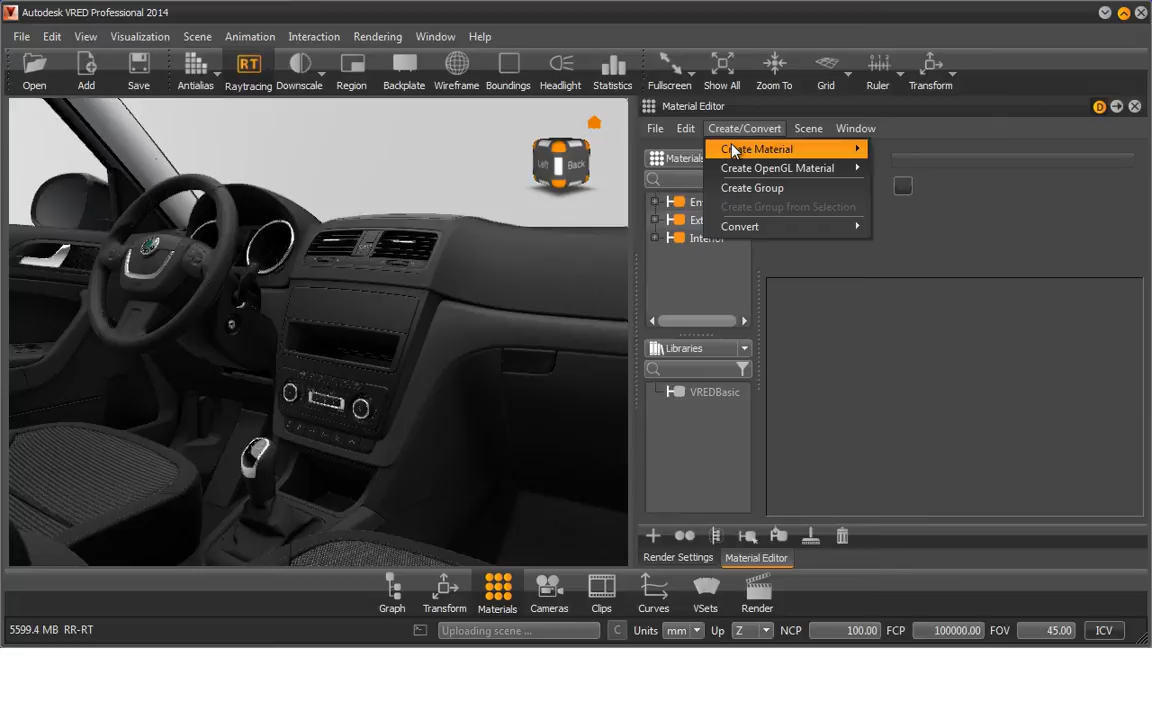 Autodesk VRED Professional 2014
File Edit View Visualization Scene Animation Interaction Rendering Window Help
Open Add Save Antialias Raytracing Downscale Region Backplate Wireframe Boundings Headlight Statistics Fullscreen Show All Zoom To Grid Ruler Transform
Material Editor
File Edit Create/Convert Scene Window
Create Material
Create OpenGL Material
Create Group
Create Group from Selection
Convert
Materials
Interior
Left Back
Libraries
VREDBasic
Render Settings Material Editor
Graph Transform Materials Cameras Clips Curves VSets Render
5599.4 MB RR-RT Uploading scene ... C Units mm Up Z NCP 100.00 FCP 100000.00 FOV 45.00 ICV